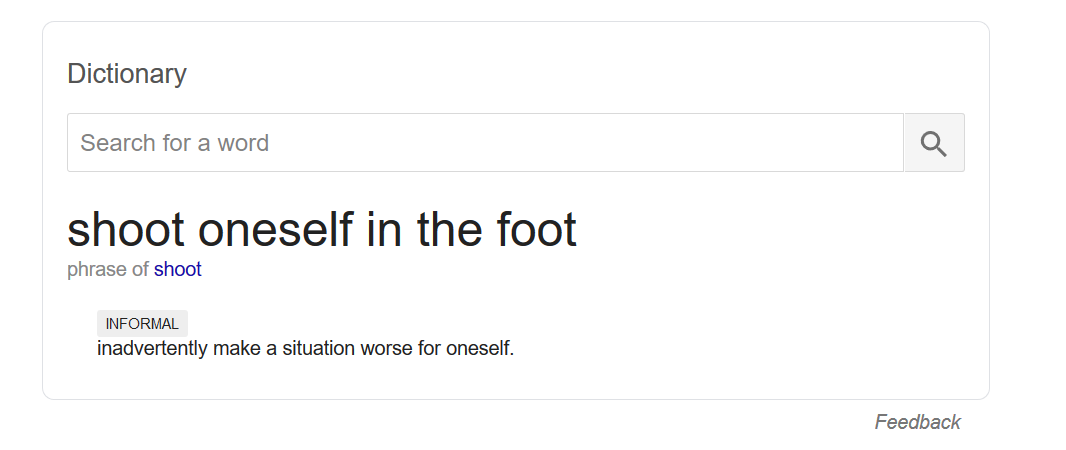 Dictionary
Search for a word
shoot oneself in the foot
phrase of shoot
INFORMAL
inadvertently make a situation worse for oneself.
Feedback